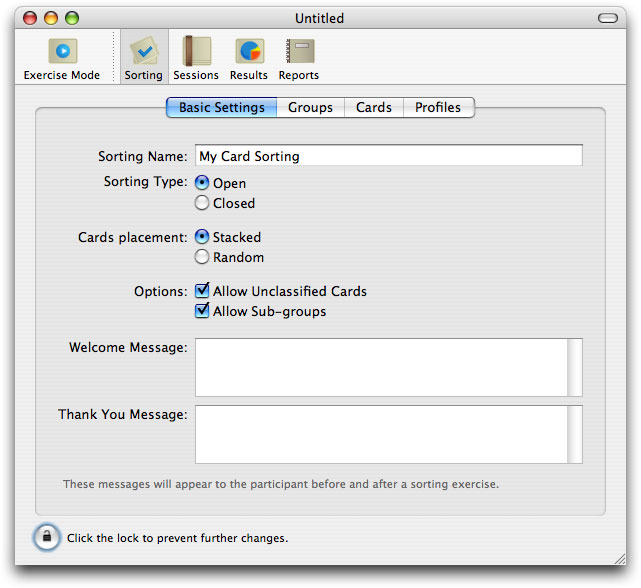 Untitled
Exercise Mode Sorting Sessions Results Reports
Basic Settings Groups Cards Profiles
Sorting Name: My Card Sorting
Sorting Type: Open
Closed
Cards placement: Stacked
Random
Options: Allow Unclassified Cards
Allow Sub-groups
Welcome Message:
Thank You Message:
These messages will appear to the participant before and after a sorting exercise.
Click the lock to prevent further changes.